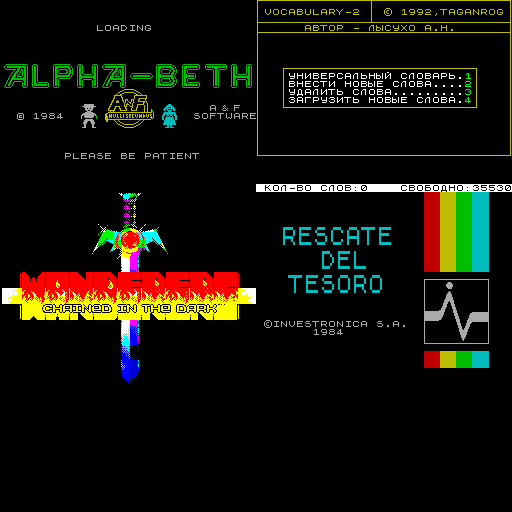 LOADING
ALPHA-BETH
A&F
NULLI SECUNDUS
© 1984
A & F
SOFTWARE
PLEASE BE PATIENT
VOCABULARY-2
© 1992,TAGANROG
АВТОР - ЛЫСУХО А.Н.
УНИВЕРСАЛЬНЫЙ СЛОВАРЬ.1
ВНЕСТИ НОВЫЕ СЛОВА....2
УДАЛИТЬ СЛОВА.........3
ЗАГРУЗИТЬ НОВЫЕ СЛОВА.4
КОЛ-ВО СЛОВ:0
СВОБОДНО:35530
CHAINED IN THE DARK
RESCATE
DEL
TESORO
©INVESTRONICA S.A.
1984